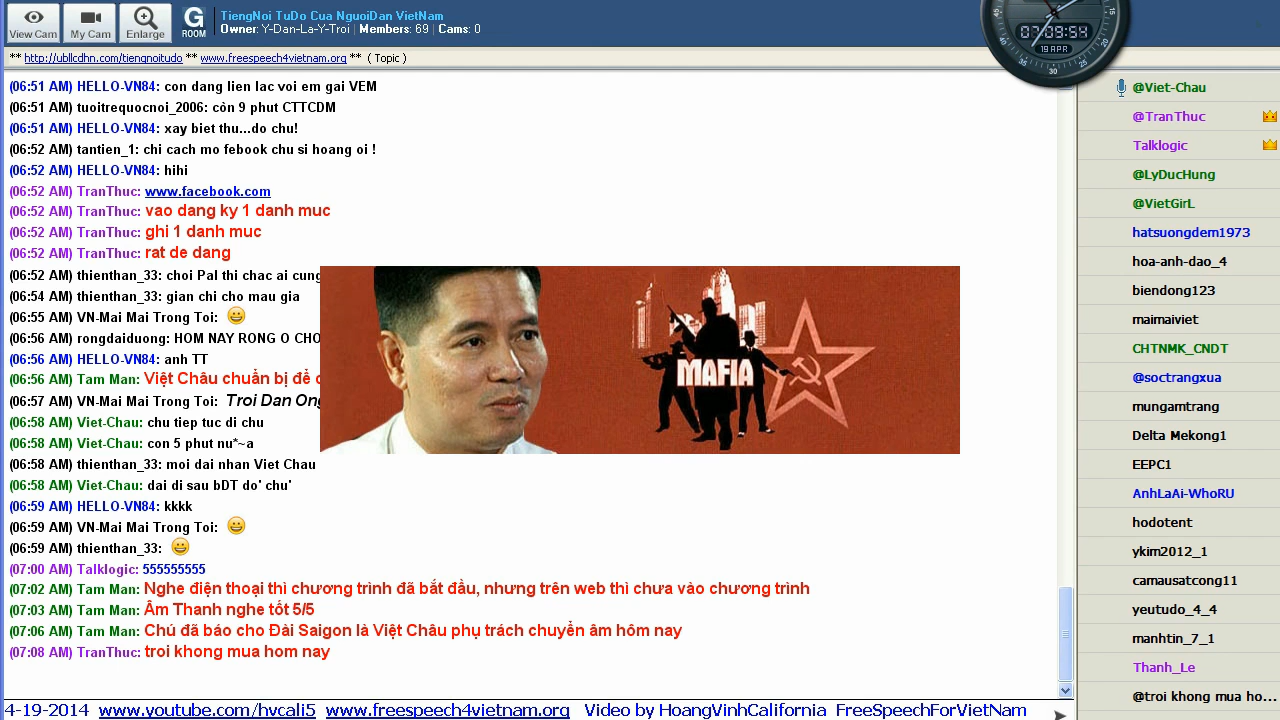 View Cam
My Cam
Enlarge
G
ROOM
TiengNoi TuDo Cua NguoiDan VietNam
Owner: Y-Dan-La-Y-Troi | Members: 69 | Cams: 0
07:09:54
19 APR
45
40
35
30
25
20
15
** http://ubllcdhn.com/tiengnoitudo ** www.freespeech4vietnam.org ** ( Topic )
(06:51 AM) HELLO-VN84: con dang lien lac voi em gai VEM
(06:51 AM) tuoitrequocnoi_2006: còn 9 phut CTTCDM
(06:51 AM) HELLO-VN84: xay biet thu...do chu!
(06:52 AM) tantien_1: chi cach mo febook chu si hoang oi !
(06:52 AM) HELLO-VN84: hihi
(06:52 AM) TranThuc: www.facebook.com
(06:52 AM) TranThuc: vao dang ky 1 danh muc
(06:52 AM) TranThuc: ghi 1 danh muc
(06:52 AM) TranThuc: rat de dang
(06:52 AM) thienthan_33: choi Pal thi chac ai cung
(06:54 AM) thienthan_33: gian chi cho mau gia
(06:55 AM) VN-Mai Mai Trong Toi:
(06:56 AM) rongdaiduong: HOM NAY RONG O CHO
(06:56 AM) HELLO-VN84: anh TT
(06:56 AM) Tam Man: Việt Châu chuẩn bị để
(06:57 AM) VN-Mai Mai Trong Toi: Troi Dan Ong
(06:58 AM) Viet-Chau: chu tiep tuc di chu
(06:58 AM) Viet-Chau: con 5 phut nu*~a
(06:58 AM) thienthan_33: moi dai nhan Viet Chau
(06:58 AM) Viet-Chau: dai di sau bDT do' chu'
(06:59 AM) HELLO-VN84: kkkk
(06:59 AM) VN-Mai Mai Trong Toi:
(06:59 AM) thienthan_33:
(07:00 AM) Talklogic: 555555555
(07:02 AM) Tam Man: Nghe điện thoại thì chương trình đã bắt đầu, nhưng trên web thì chưa vào chương trình
(07:03 AM) Tam Man: Âm Thanh nghe tốt 5/5
(07:06 AM) Tam Man: Chú đã báo cho Đài Saigon là Việt Châu phụ trách chuyển âm hôm nay
(07:08 AM) TranThuc: troi khong mua hom nay
MAFIA
@Viet-Chau
@TranThuc
Talklogic
@LyDucHung
@VietGirL
hatsuongdem1973
hoa-anh-dao_4
biendong123
maimaiviet
CHTNMK_CNDT
@soctrangxua
mungamtrang
Delta Mekong1
EEPC1
AnhLaAi-WhoRU
hodotent
ykim2012_1
camausatcong11
yeutudo_4_4
manhtin_7_1
Thanh_Le
@troi khong mua ho...
4-19-2014 www.youtube.com/hvcali5 www.freespeech4vietnam.org Video by HoangVinhCalifornia FreeSpeechForVietNam